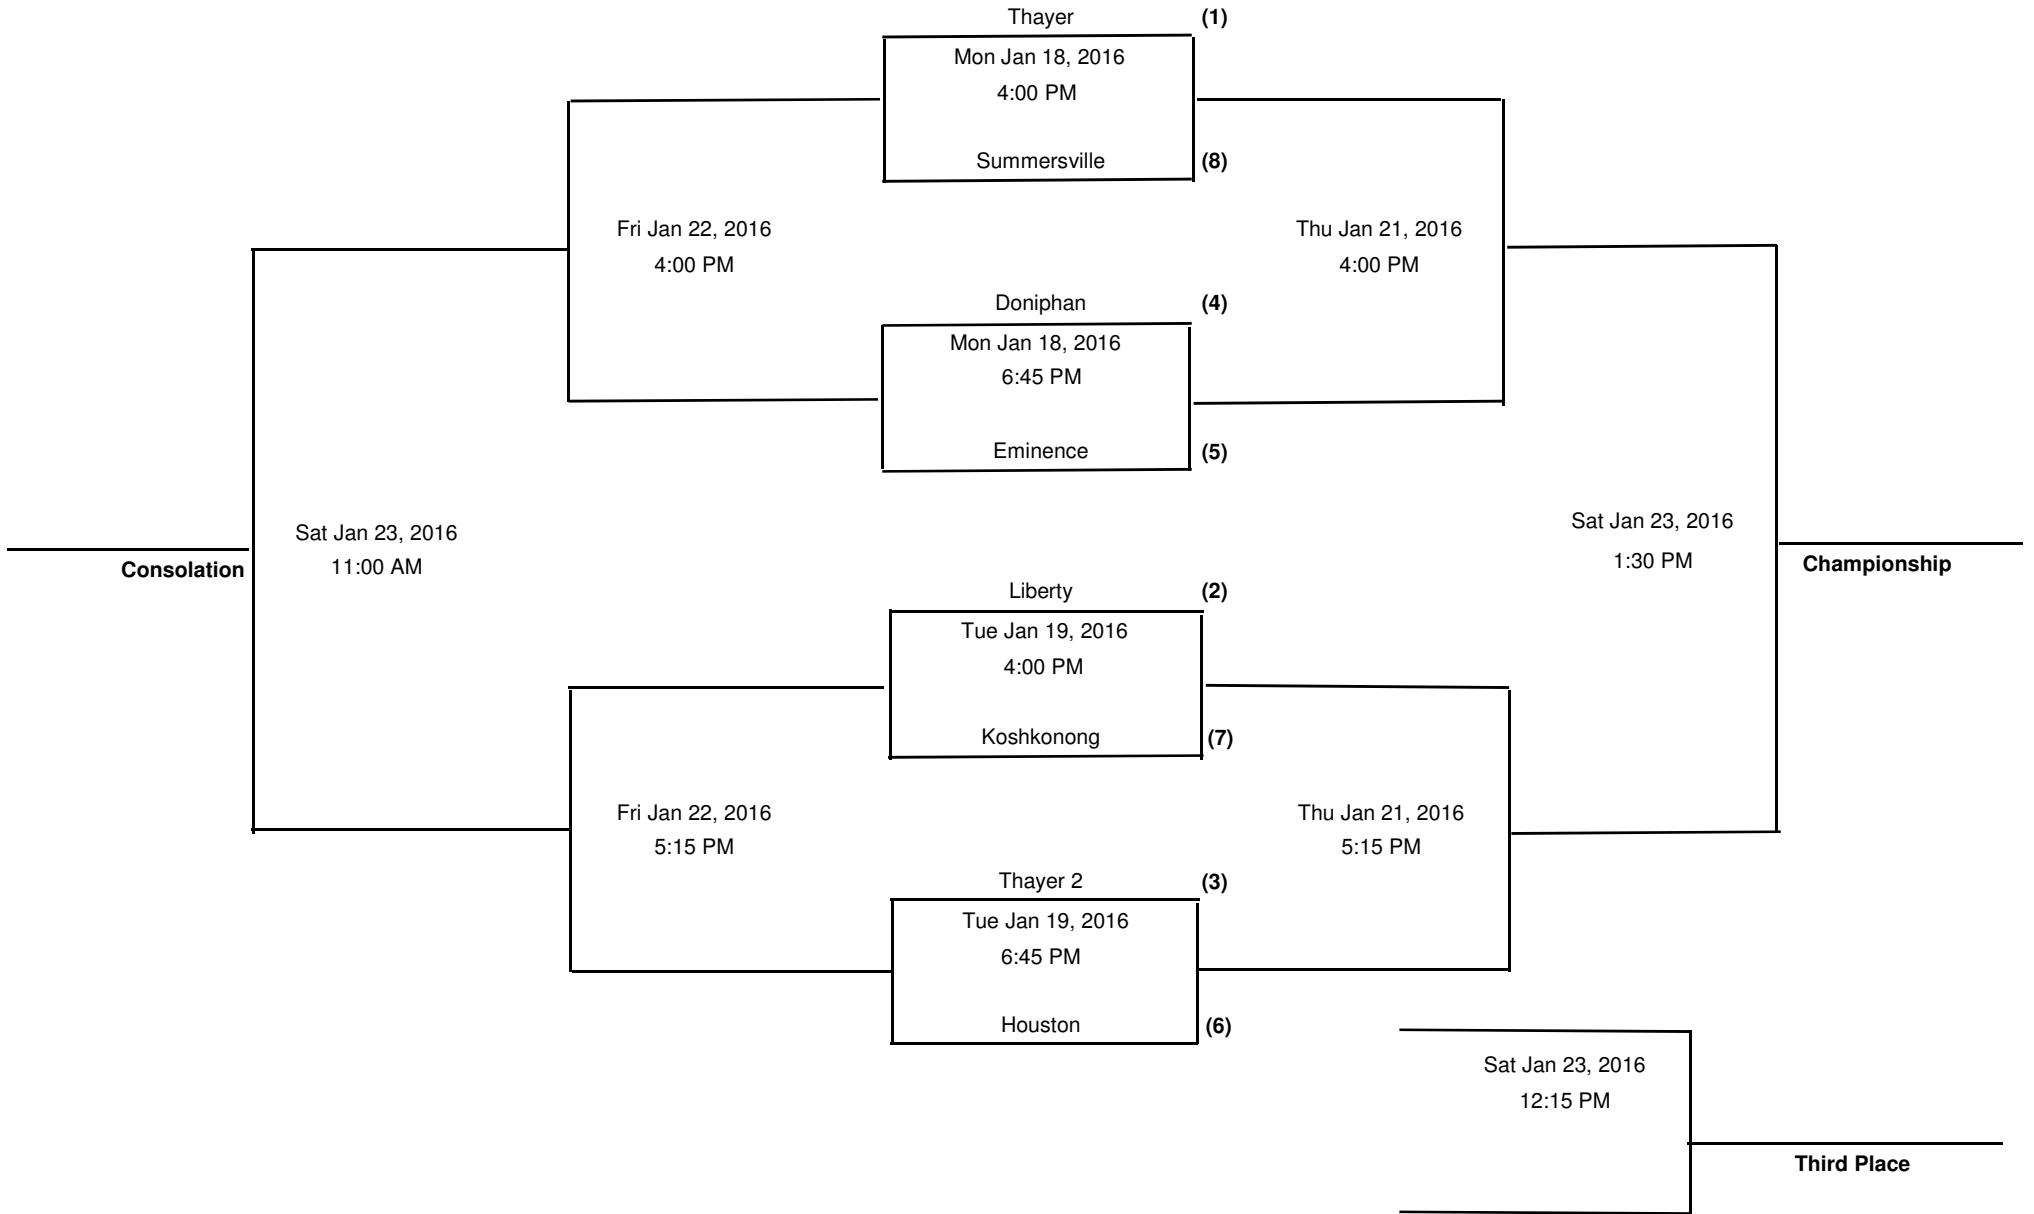 Thayer (1)
Mon Jan 18, 2016
4:00 PM
Summersville (8)
Fri Jan 22, 2016
4:00 PM
Thu Jan 21, 2016
4:00 PM
Doniphan (4)
Mon Jan 18, 2016
6:45 PM
Eminence (5)
Sat Jan 23, 2016
11:00 AM
Consolation
Sat Jan 23, 2016
1:30 PM
Championship
Liberty (2)
Tue Jan 19, 2016
4:00 PM
Koshkonong (7)
Fri Jan 22, 2016
5:15 PM
Thu Jan 21, 2016
5:15 PM
Thayer 2 (3)
Tue Jan 19, 2016
6:45 PM
Houston (6)
Sat Jan 23, 2016
12:15 PM
Third Place